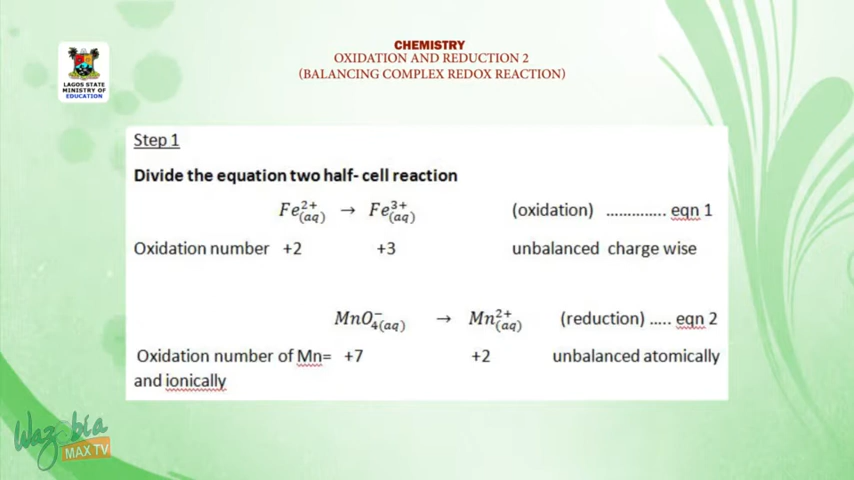 CHEMISTRY
OXIDATION AND REDUCTION 2
(BALANCING COMPLEX REDOX REACTION)
LAGOS STATE
MINISTRY OF
EDUCATION
Step 1
Divide the equation two half- cell reaction
Fe²⁺₍aq₎ → Fe³⁺₍aq₎ (oxidation) .............. eqn 1
Oxidation number +2 +3 unbalanced charge wise
MnO₄⁻₍aq₎ → Mn²⁺₍aq₎ (reduction) ..... eqn 2
Oxidation number of Mn= +7 +2 unbalanced atomically
and ionically
Wazobia
MAX TV